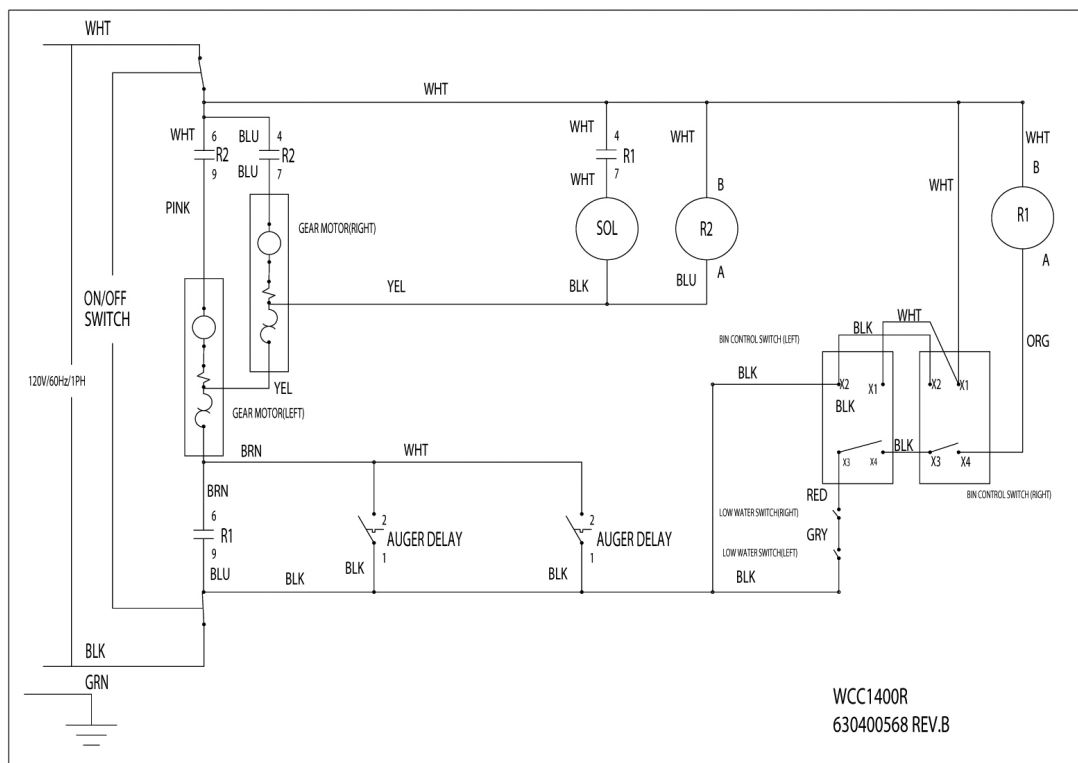 WHT
WHT
WHT 6 BLU 4 WHT 4 WHT WHT
R2 R2 R1 B
9 BLU 7 WHT 7 B WHT
PINK
GEAR MOTOR(RIGHT) SOL R2 R1
A
ON/OFF
SWITCH
YEL BLK BLU A
WHT
BLK ORG
BIN CONTROL SWITCH (LEFT)
120V/60Hz/1PH
YEL BLK X2 X1 X2 X1
GEAR MOTOR(LEFT) BLK
BRN WHT BLK
X3 X4 X3 X4
BRN RED BIN CONTROL SWITCH (RIGHT)
6 2 2 LOW WATER SWITCH(RIGHT)
R1 AUGER DELAY AUGER DELAY GRY
9 1 1 LOW WATER SWITCH(LEFT)
BLU BLK BLK BLK BLK
BLK
GRN
WCC1400R
630400568 REV.B